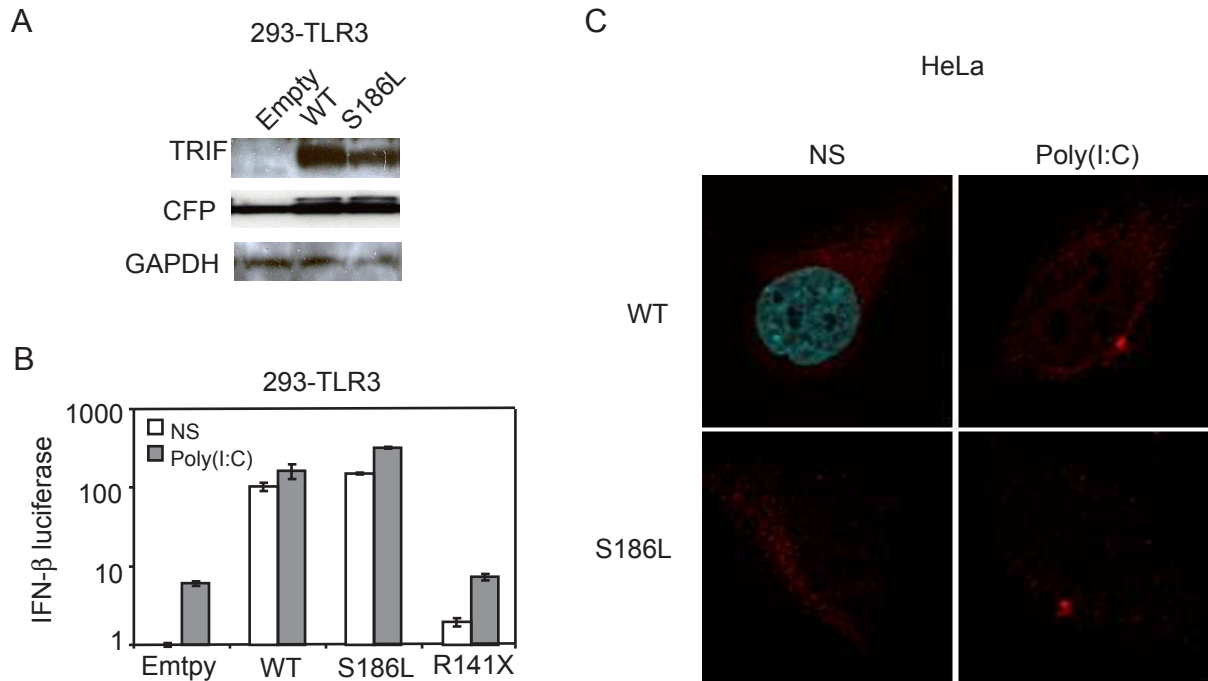 A
293-TLR3
Empty
WT
S186L
TRIF
CFP
GAPDH
B
293-TLR3
IFN-β luciferase
1000
100
10
1
NS
Poly(I:C)
Emtpy
WT
S186L
R141X
C
HeLa
NS
Poly(I:C)
WT
S186L